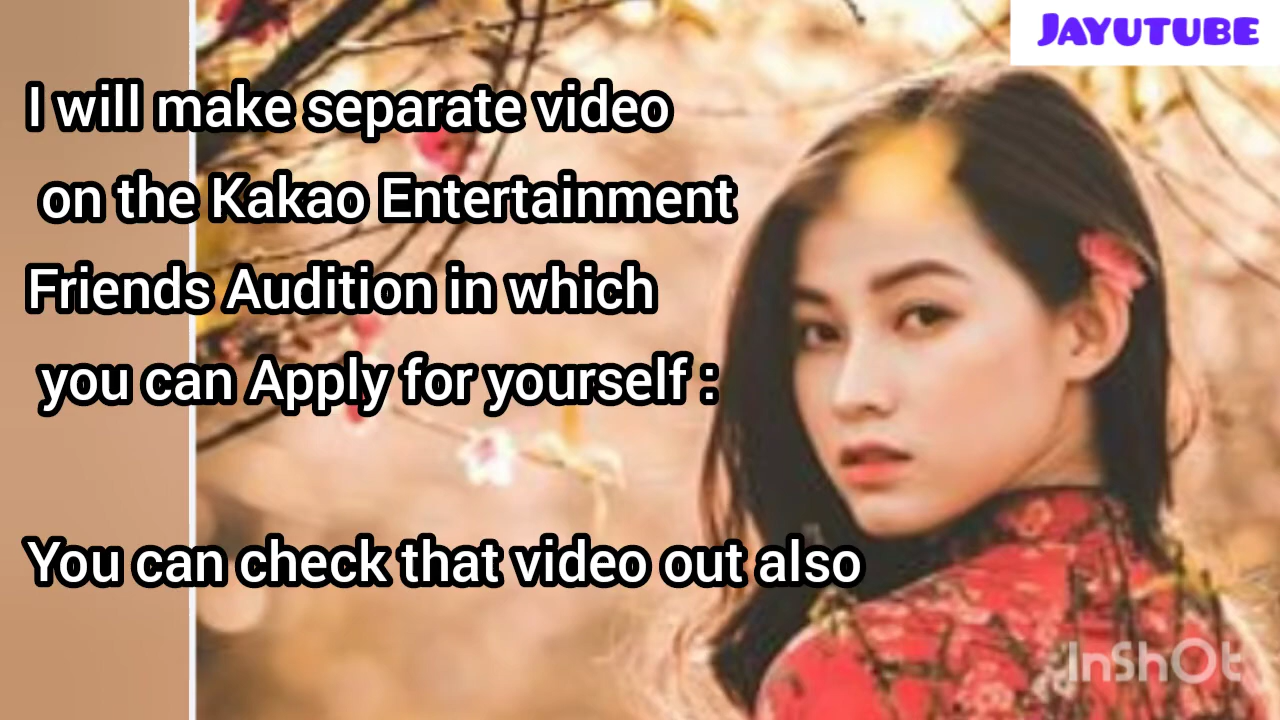 JAYUTUBE
I will make separate video
on the Kakao Entertainment
Friends Audition in which
you can Apply for yourself :
You can check that video out also
InShOt